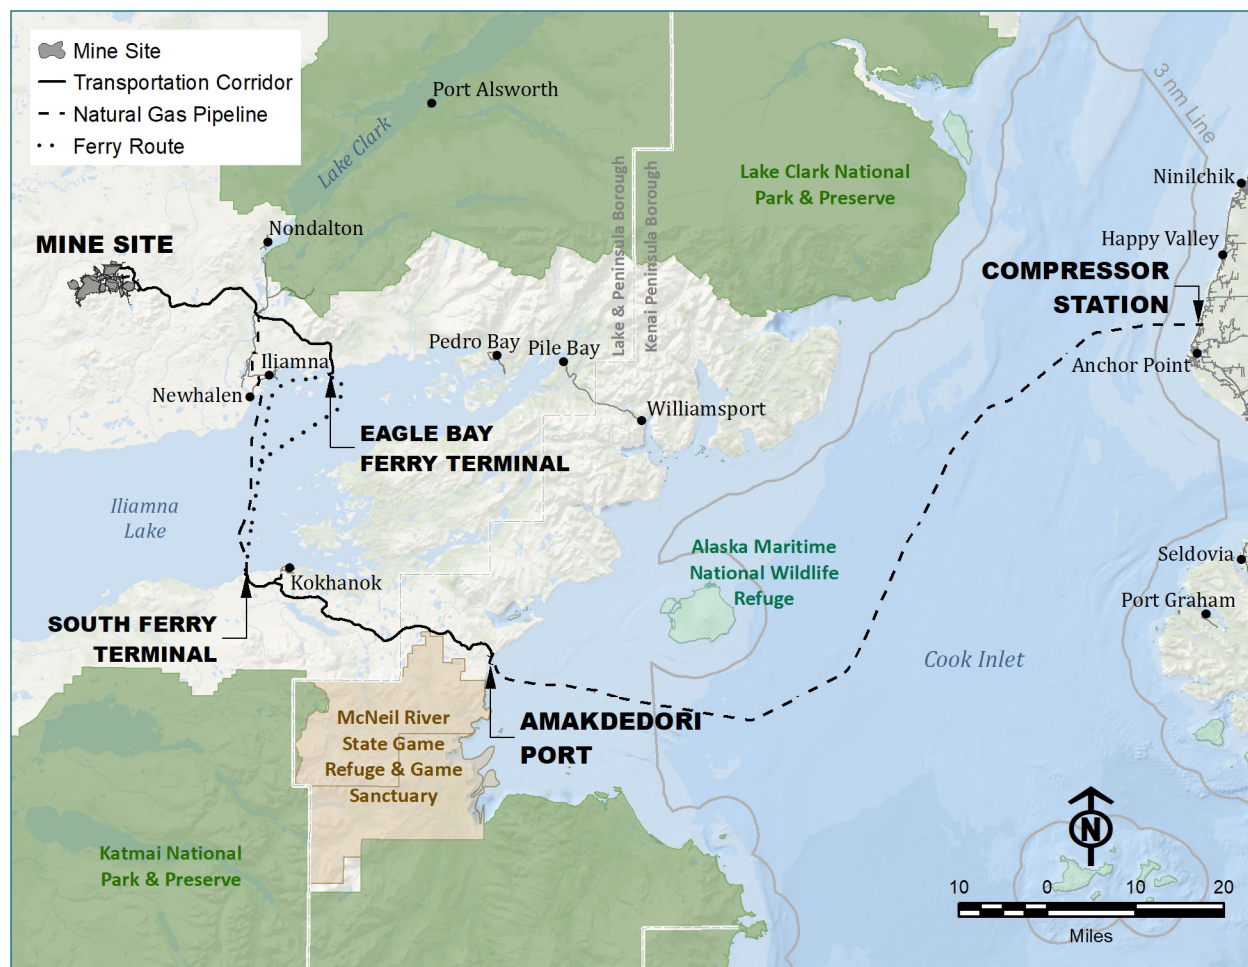 Mine Site
Transportation Corridor
Natural Gas Pipeline
Ferry Route
Port Alsworth
Lake Clark
3 nm Line
Lake Clark National
Park & Preserve
Ninilchik
Nondalton
MINE SITE
Lake & Peninsula Borough
Kenai Peninsula Borough
Happy Valley
COMPRESSOR
STATION
Pedro Bay
Pile Bay
Iliamna
Anchor Point
Newhalen
Williamsport
EAGLE BAY
FERRY TERMINAL
Iliamna
Lake
Alaska Maritime
National Wildlife
Refuge
Seldovia
Kokhanok
Port Graham
SOUTH FERRY
TERMINAL
Cook Inlet
McNeil River
State Game
Refuge & Game
Sanctuary
AMAKDEDORI
PORT
Katmai National
Park & Preserve
N
10 0 10 20
Miles